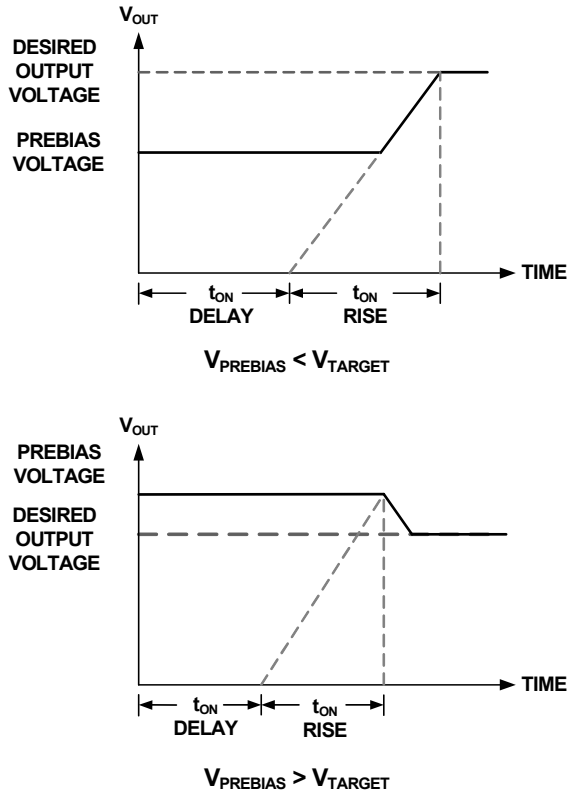 VOUT
DESIRED
OUTPUT
VOLTAGE
PREBIAS
VOLTAGE
TIME
tON
DELAY
tON
RISE
VPREBIAS < VTARGET
VOUT
PREBIAS
VOLTAGE
DESIRED
OUTPUT
VOLTAGE
TIME
tON
DELAY
tON
RISE
VPREBIAS > VTARGET